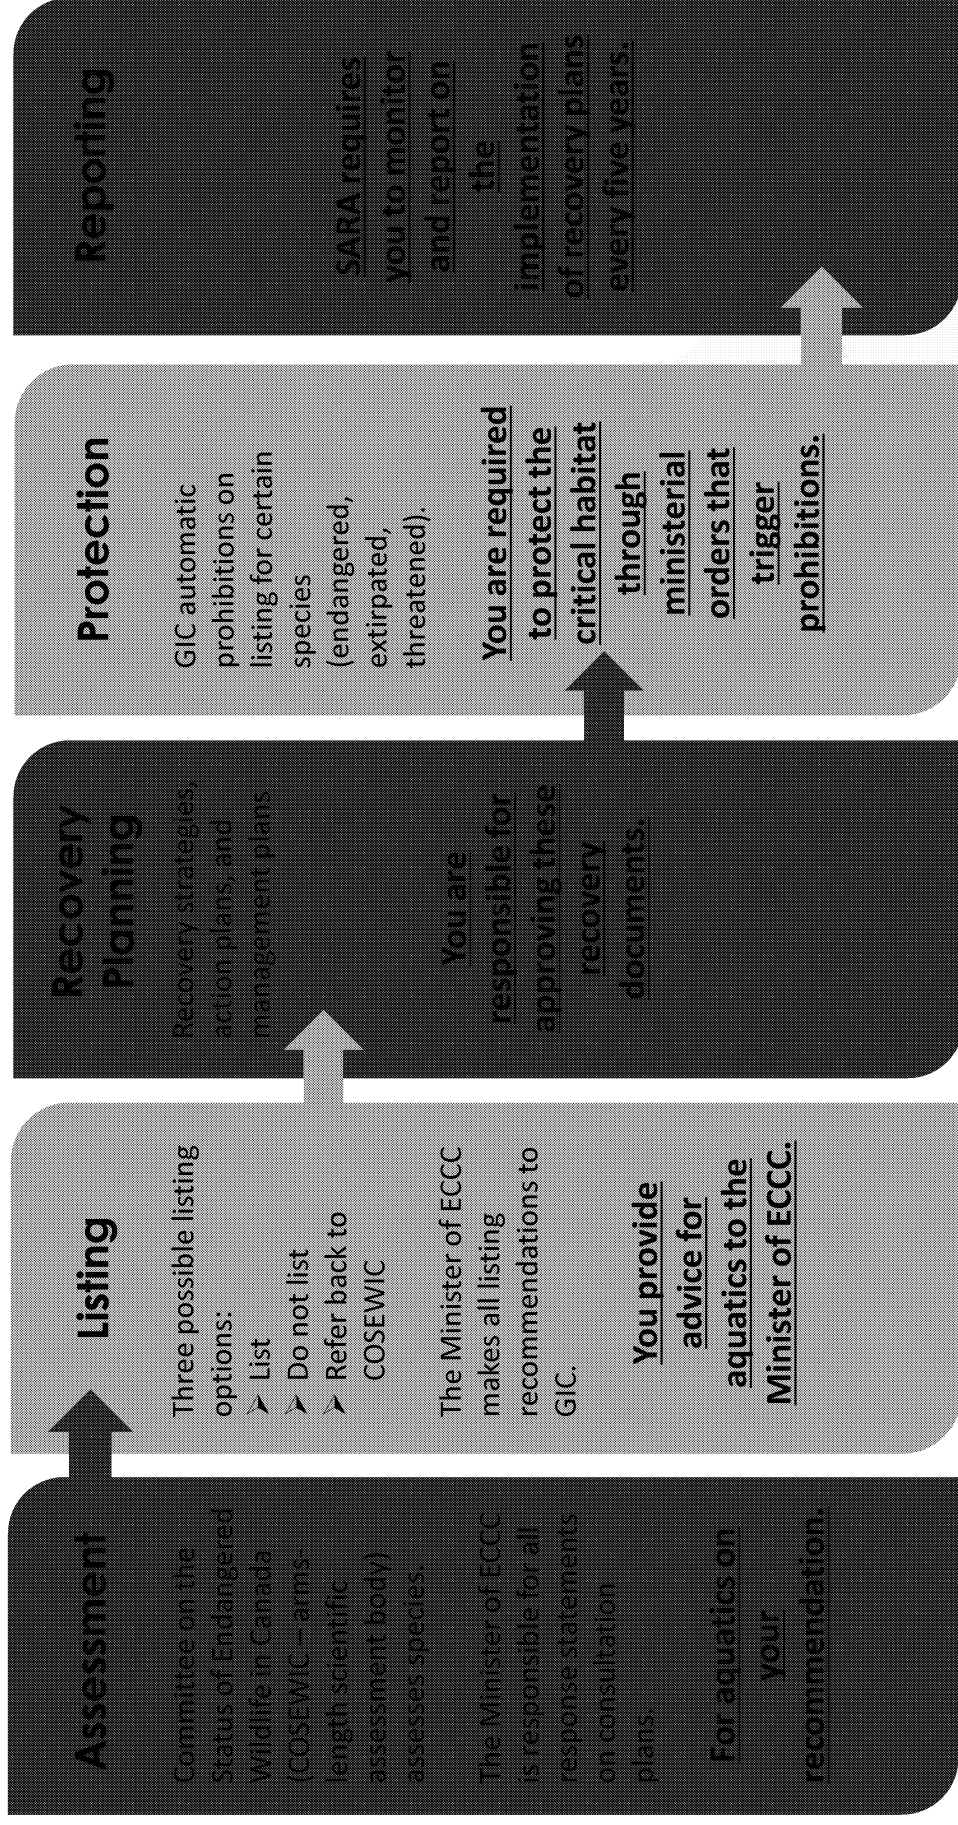 Assessment
Committee on the
Status of Endangered
Wildlife in Canada
(COSEWIC – arms-
length scientific
assessment body)
assesses species.
The Minister of ECCC
is responsible for all
response statements
on consultation
plans.
For aquatics on
your
recommendation.
Listing
Three possible listing
options:
➢ List
➢ Do not list
➢ Refer back to
COSEWIC
The Minister of ECCC
makes all listing
recommendations to
GIC.
You provide
advice for
aquatics to the
Minister of ECCC.
Recovery
Planning
Recovery strategies,
action plans, and
management plans
You are
responsible for
approving these
recovery
documents.
Protection
GIC automatic
prohibitions on
listing for certain
species
(endangered,
extirpated,
threatened).
You are required
to protect the
critical habitat
through
ministerial
orders that
trigger
prohibitions.
Reporting
SARA requires
you to monitor
and report on
the
implementation
of recovery plans
every five years.